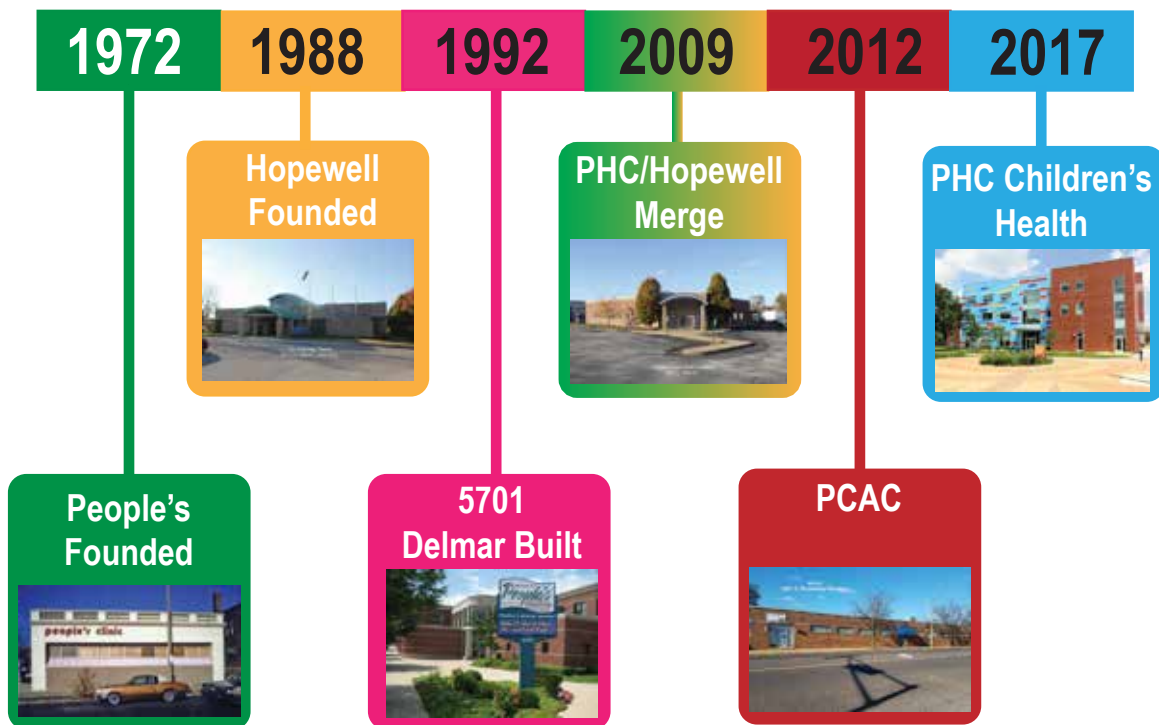 1972 1988 1992 2009 2012 2017
Hopewell
Founded
PHC/Hopewell
Merge
PHC Children's
Health
People's
Founded
people's clinic
5701
Delmar Built
People's
PCAC